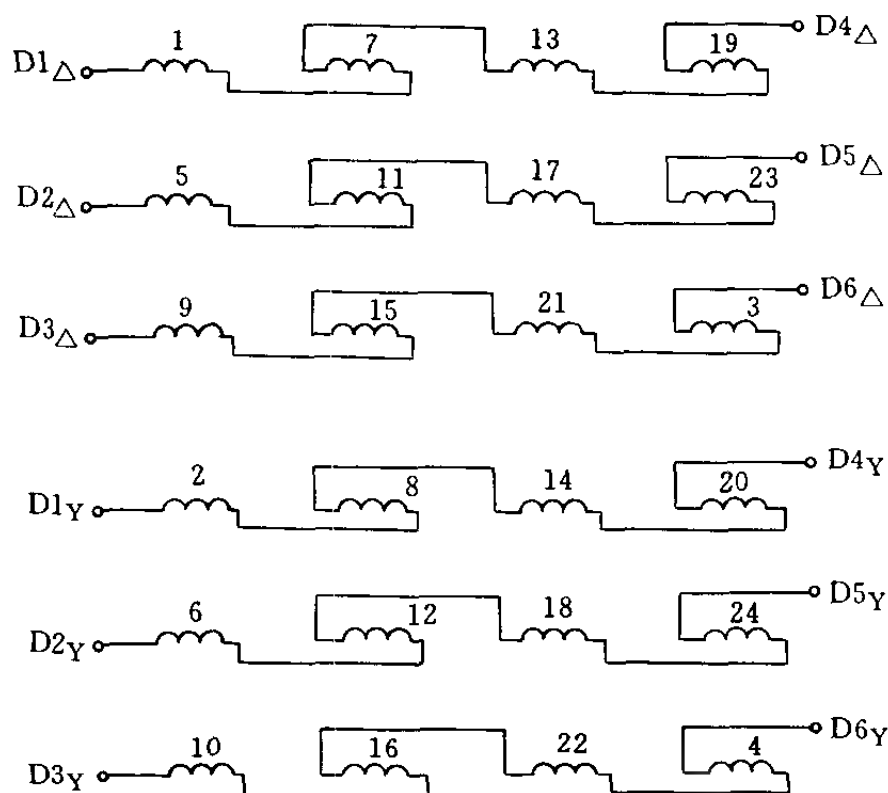 D1△ 1 7 13 19 D4△
D2△ 5 11 17 23 D5△
D3△ 9 15 21 3 D6△
D1Y 2 8 14 20 D4Y
D2Y 6 12 18 24 D5Y
D3Y 10 16 22 4 D6Y